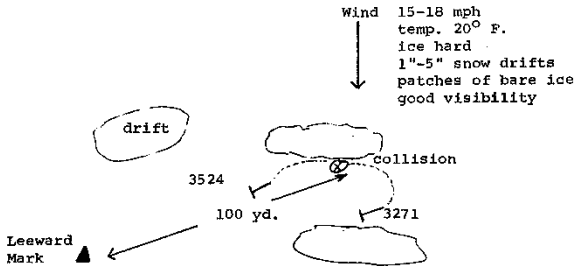 Wind 15-18 mph
temp. 20° F.
ice hard
1"-5" snow drifts
patches of bare ice
good visibility
drift
collision
3524
100 yd.
3271
Leeward
Mark